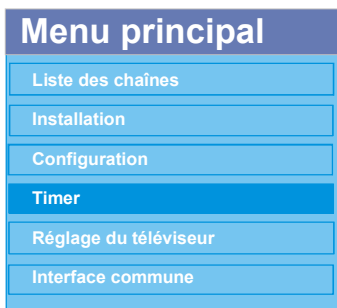 Menu principal
Liste des chaînes
Installation
Configuration
Timer
Réglage du téléviseur
Interface commune